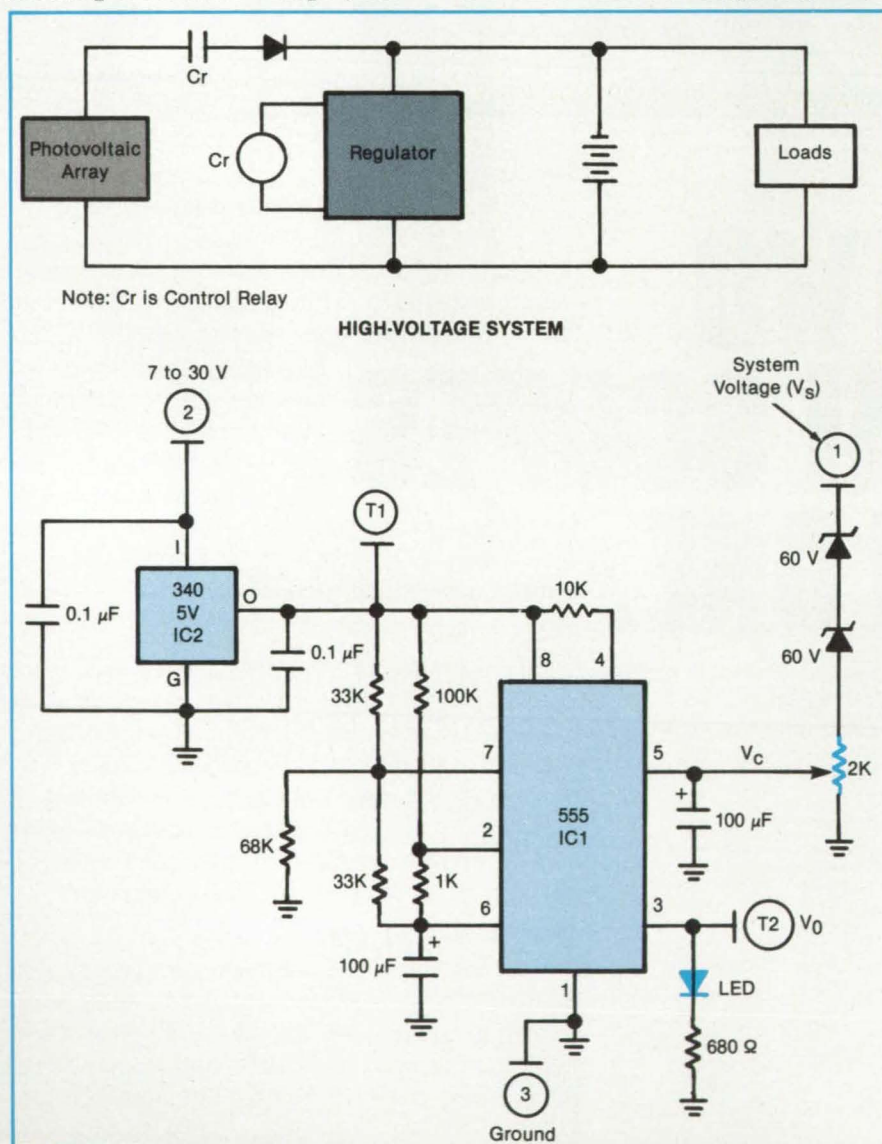 Cr
Photovoltaic
Array
Cr
Regulator
Loads
Note: Cr is Control Relay
HIGH-VOLTAGE SYSTEM
7 to 30 V
2
System
Voltage (VS)
1
T1
I
340
5V
IC2
O
G
0.1 µF
0.1 µF
10K
8
4
60 V
60 V
33K
100K
7
5
VC
2K
555
IC1
100 µF
+
2
68K
33K
1K
6
3
T2
V0
+
100 µF
1
LED
680 Ω
3
Ground